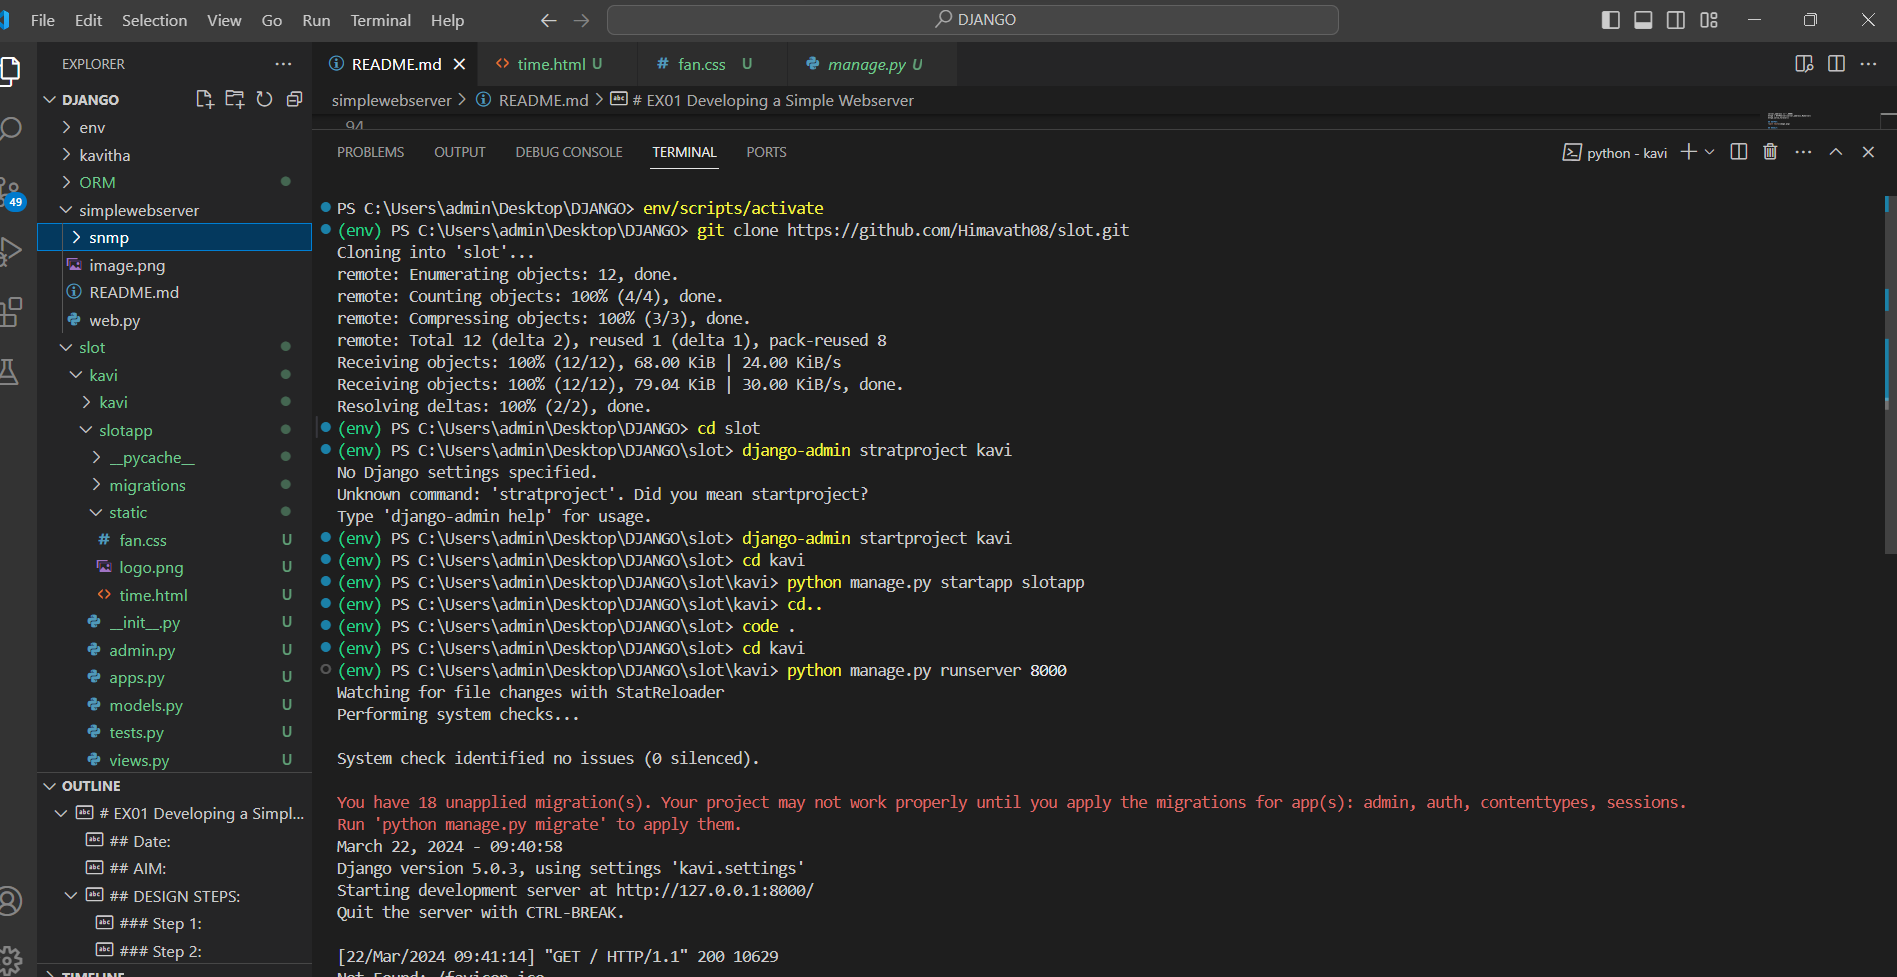 File Edit Selection View Go Run Terminal Help
DJANGO
EXPLORER
DJANGO
env
kavitha
ORM
simplewebserver
snmp
image.png
README.md
web.py
slot
kavi
kavi
slotapp
__pycache__
migrations
static
fan.css U
logo.png U
time.html U
__init__.py U
admin.py U
apps.py U
models.py U
tests.py U
views.py U
49
OUTLINE
# EX01 Developing a Simpl...
## Date:
## AIM:
## DESIGN STEPS:
### Step 1:
### Step 2:
TIMELINE
README.md time.html U fan.css U manage.py U
simplewebserver > README.md > # EX01 Developing a Simple Webserver
94
PROBLEMS OUTPUT DEBUG CONSOLE TERMINAL PORTS
python - kavi
PS C:\Users\admin\Desktop\DJANGO> env/scripts/activate
(env) PS C:\Users\admin\Desktop\DJANGO> git clone https://github.com/Himavath08/slot.git
Cloning into 'slot'...
remote: Enumerating objects: 12, done.
remote: Counting objects: 100% (4/4), done.
remote: Compressing objects: 100% (3/3), done.
remote: Total 12 (delta 2), reused 1 (delta 1), pack-reused 8
Receiving objects: 100% (12/12), 68.00 KiB | 24.00 KiB/s
Receiving objects: 100% (12/12), 79.04 KiB | 30.00 KiB/s, done.
Resolving deltas: 100% (2/2), done.
(env) PS C:\Users\admin\Desktop\DJANGO> cd slot
(env) PS C:\Users\admin\Desktop\DJANGO\slot> django-admin stratproject kavi
No Django settings specified.
Unknown command: 'stratproject'. Did you mean startproject?
Type 'django-admin help' for usage.
(env) PS C:\Users\admin\Desktop\DJANGO\slot> django-admin startproject kavi
(env) PS C:\Users\admin\Desktop\DJANGO\slot> cd kavi
(env) PS C:\Users\admin\Desktop\DJANGO\slot\kavi> python manage.py startapp slotapp
(env) PS C:\Users\admin\Desktop\DJANGO\slot\kavi> cd..
(env) PS C:\Users\admin\Desktop\DJANGO\slot> code .
(env) PS C:\Users\admin\Desktop\DJANGO\slot> cd kavi
(env) PS C:\Users\admin\Desktop\DJANGO\slot\kavi> python manage.py runserver 8000
Watching for file changes with StatReloader
Performing system checks...
System check identified no issues (0 silenced).
You have 18 unapplied migration(s). Your project may not work properly until you apply the migrations for app(s): admin, auth, contenttypes, sessions.
Run 'python manage.py migrate' to apply them.
March 22, 2024 - 09:40:58
Django version 5.0.3, using settings 'kavi.settings'
Starting development server at http://127.0.0.1:8000/
Quit the server with CTRL-BREAK.
[22/Mar/2024 09:41:14] "GET / HTTP/1.1" 200 10629
Not Found: /favicon.ico